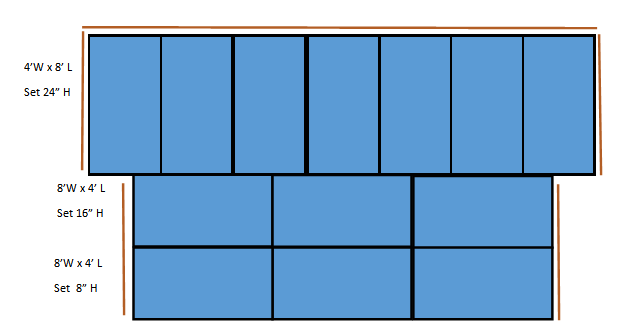 4’W x 8’ L
Set 24” H
8’W x 4’ L
Set 16” H
8’W x 4’ L
Set  8” H